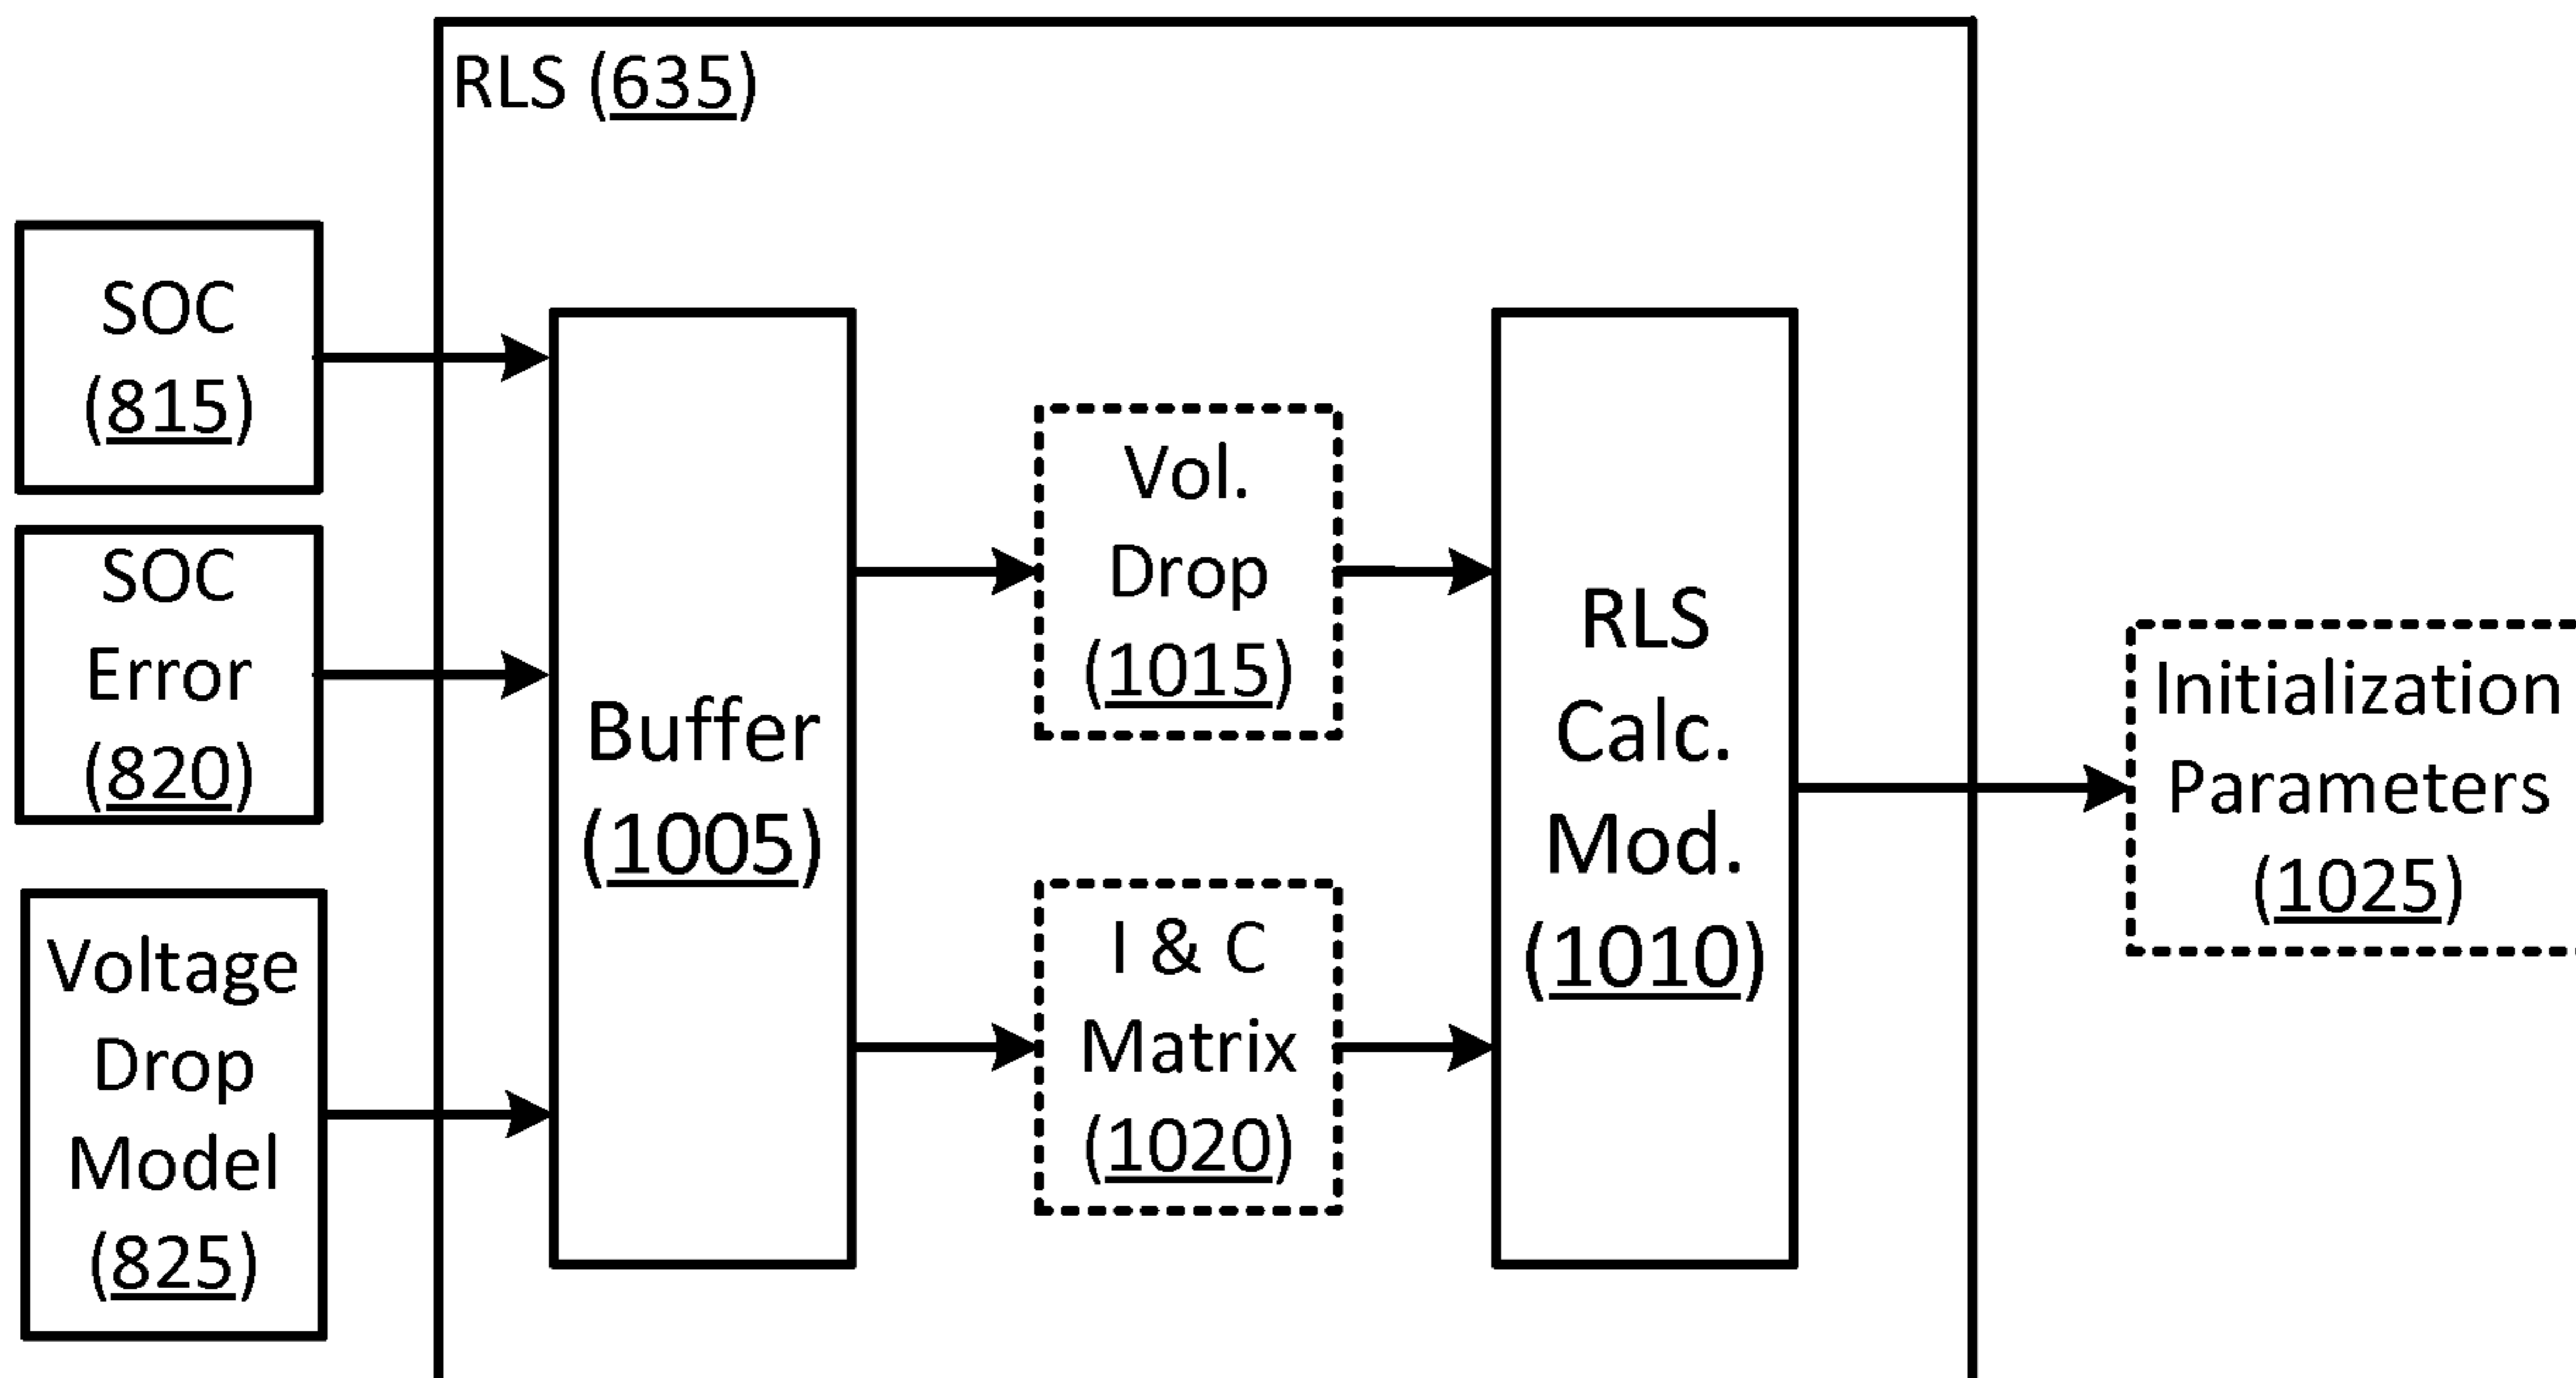 RLS (635)
SOC
(815)
SOC
Error
(820)
Voltage
Drop
Model
(825)
Buffer
(1005)
Vol.
Drop
(1015)
I & C
Matrix
(1020)
RLS
Calc.
Mod.
(1010)
Initialization
Parameters
(1025)